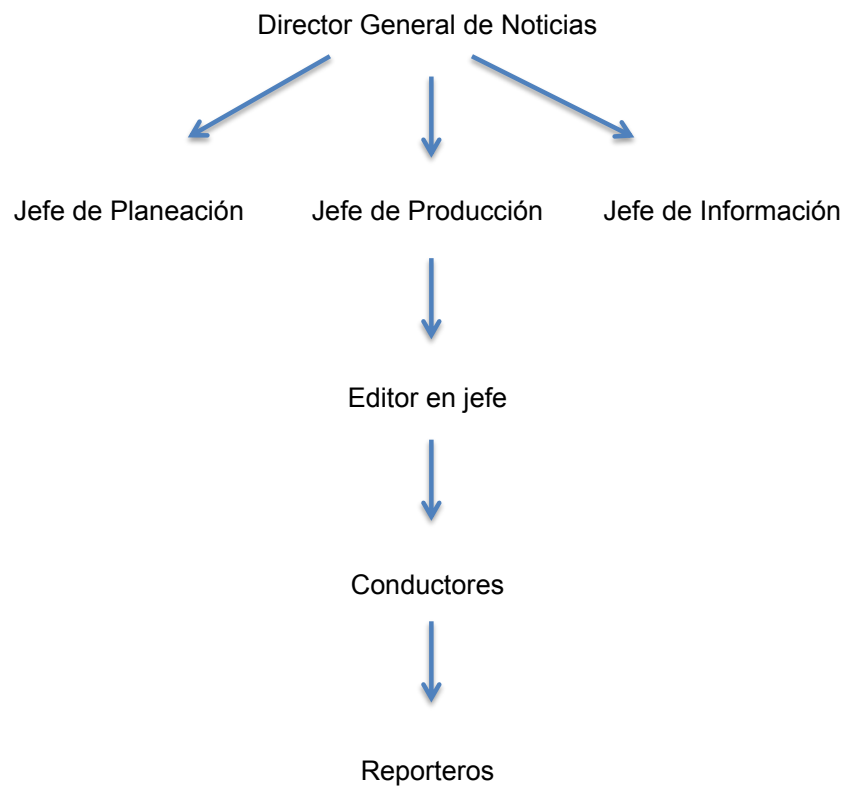 Director General de Noticias
Jefe de Planeación Jefe de Producción Jefe de Información
Editor en jefe
Conductores
Reporteros